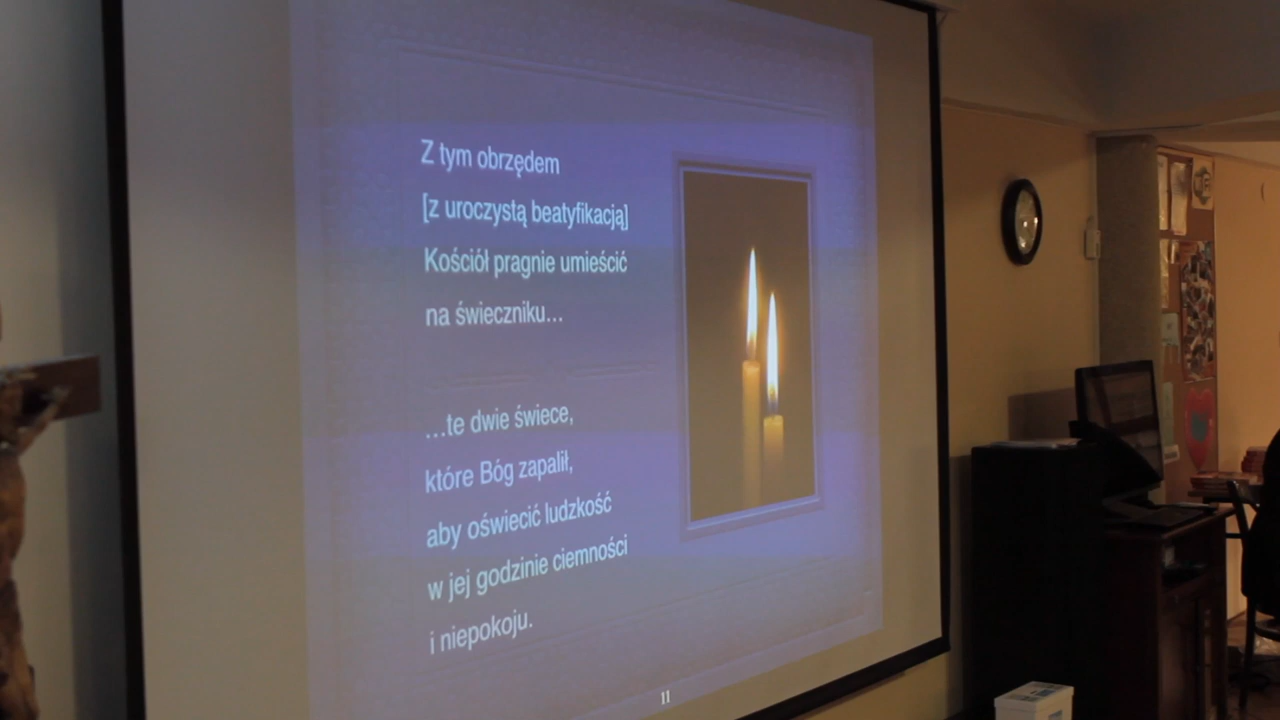 Z tym obrzędem
[z uroczystą beatyfikacją]
Kościół pragnie umieścić
na świeczniku...
...te dwie świece,
które Bóg zapalił,
aby oświecić ludzkość
w jej godzinie ciemności
i niepokoju.
11